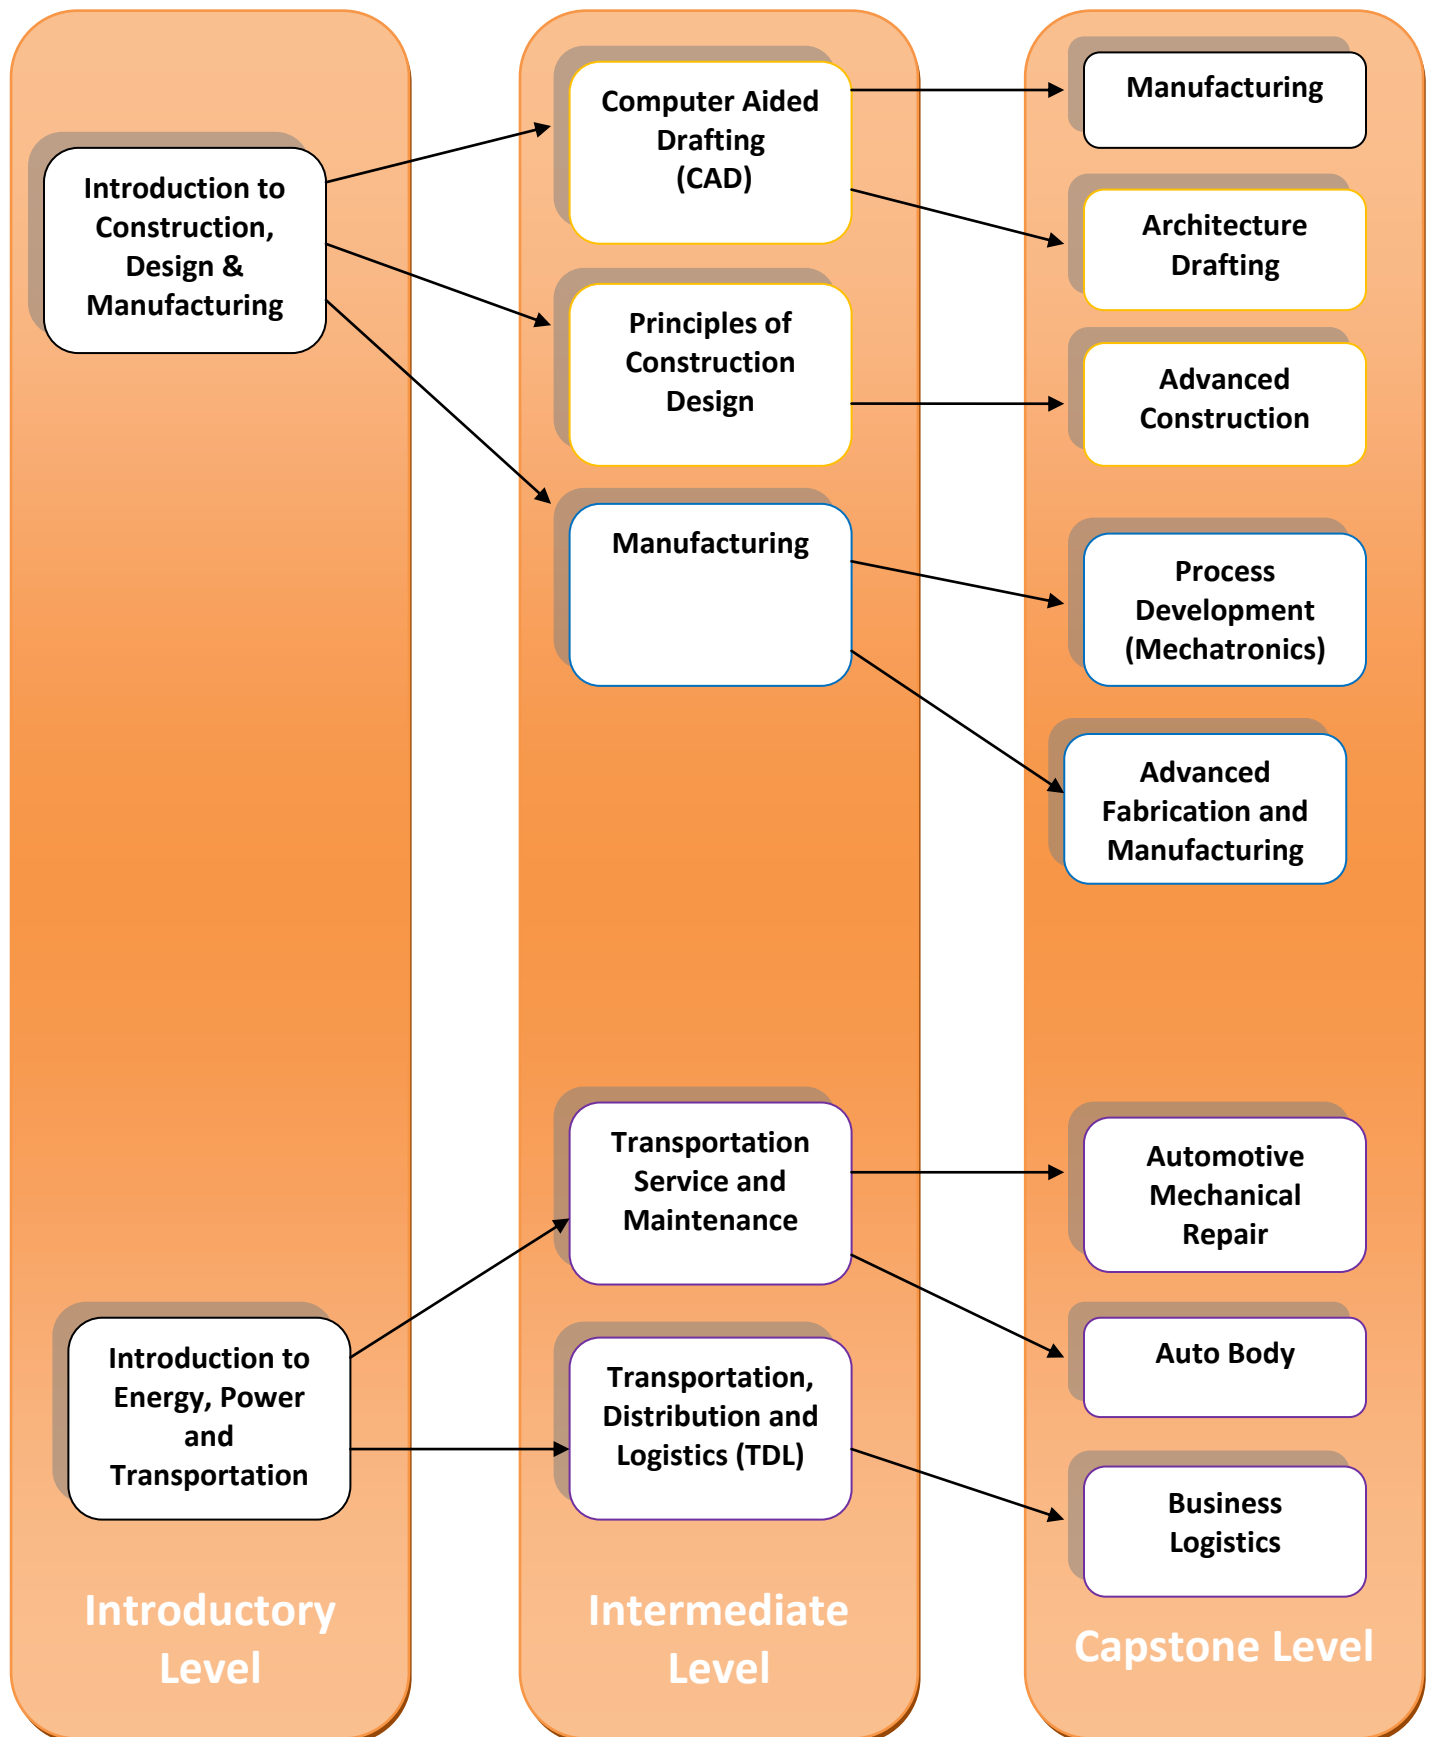 Introduction to
Construction,
Design &
Manufacturing
Introduction to
Energy, Power
and
Transportation
Introductory
Level
Computer Aided
Drafting
(CAD)
Principles of
Construction
Design
Manufacturing
Transportation
Service and
Maintenance
Transportation,
Distribution and
Logistics (TDL)
Intermediate
Level
Manufacturing
Architecture
Drafting
Advanced
Construction
Process
Development
(Mechatronics)
Advanced
Fabrication and
Manufacturing
Automotive
Mechanical
Repair
Auto Body
Business
Logistics
Capstone Level